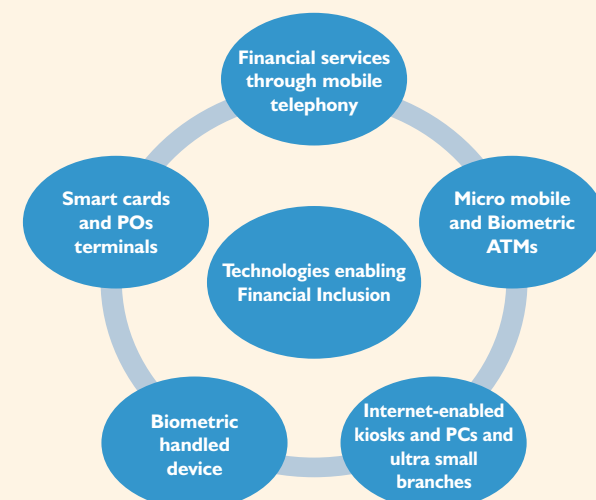 Financial services
through mobile
telephony
Smart cards
and POs
terminals
Micro mobile
and Biometric
ATMs
Technologies enabling
Financial Inclusion
Biometric
handled
device
Internet-enabled
kiosks and PCs and
ultra small
branches